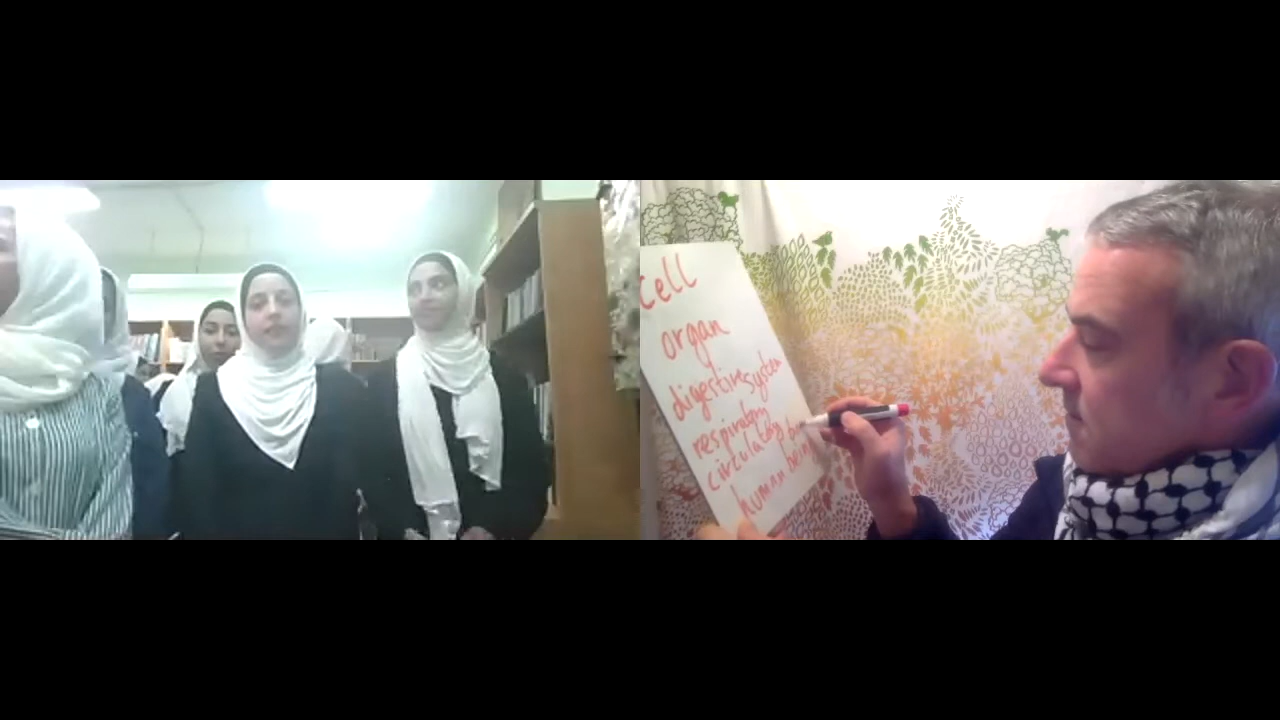 Cell
organ
digestive system
respiratory
circulatory
human being